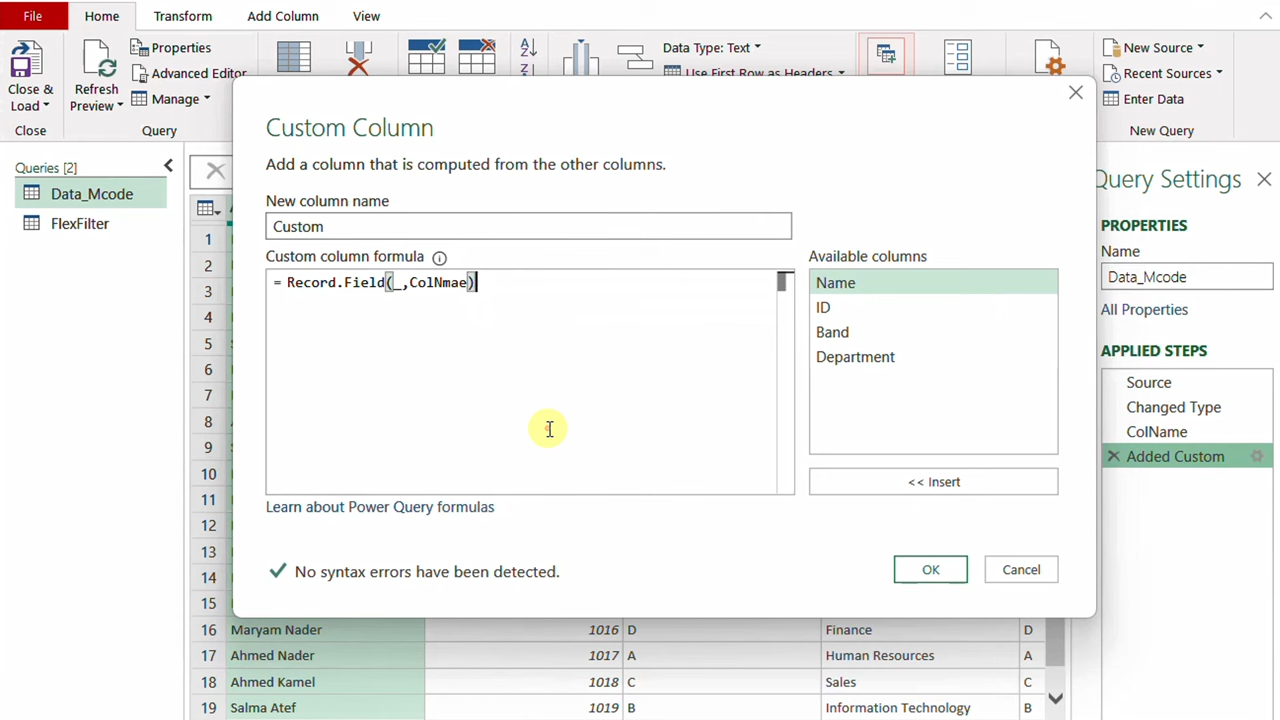 File
Home
Transform
Add Column
View
Close &
Load
Refresh
Preview
Properties
Advanced Editor
Manage
Data Type: Text
Use First Row as Headers
New Source
Recent Sources
Enter Data
Close
Query
New Query
Queries [2]
Data_Mcode
FlexFilter
Custom Column
Add a column that is computed from the other columns.
New column name
Custom
Custom column formula
= Record.Field(_,ColNmae)
Available columns
Name
ID
Band
Department
<< Insert
Learn about Power Query formulas
No syntax errors have been detected.
OK
Cancel
Query Settings
PROPERTIES
Name
Data_Mcode
All Properties
APPLIED STEPS
Source
Changed Type
ColName
Added Custom
1
2
3
4
5
6
7
8
9
10
11
12
13
14
15
16 Maryam Nader 1016 D Finance D
17 Ahmed Nader 1017 A Human Resources A
18 Ahmed Kamel 1018 C Sales C
19 Salma Atef 1019 B Information Technology B